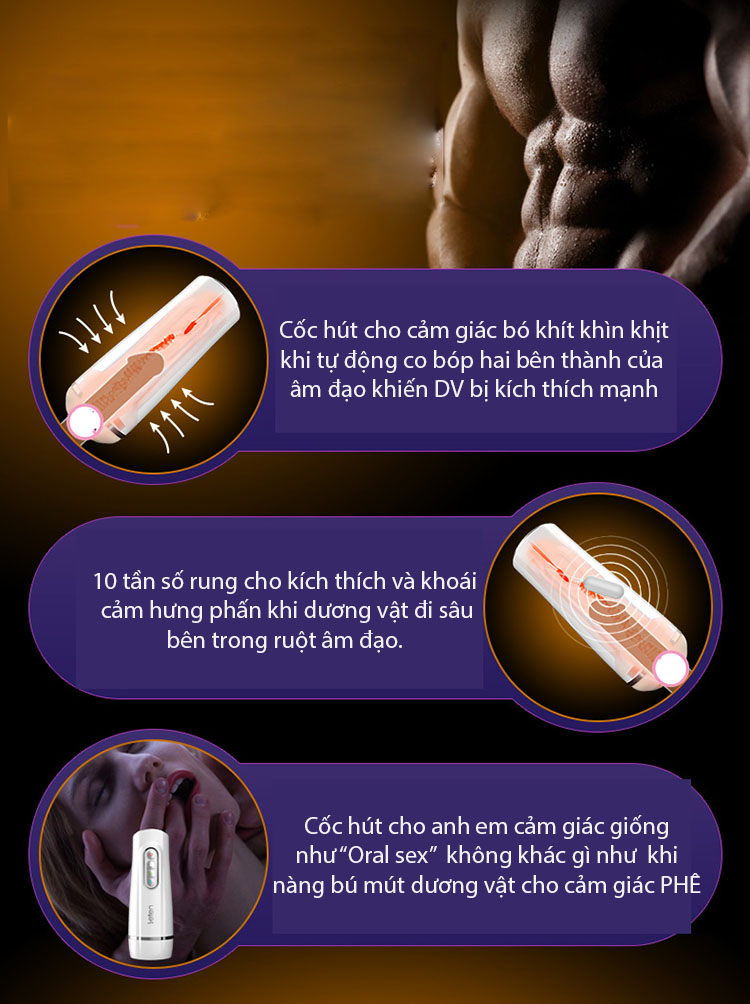 Cốc hút cho cảm giác bó khít khìn khịt
khi tự động co bóp hai bên thành của
âm đạo khiến DV bị kích thích mạnh
10 tần số rung cho kích thích và khoái
cảm hưng phấn khi dương vật đi sâu
bên trong ruột âm đạo.
Cốc hút cho anh em cảm giác giống
như “Oral sex” không khác gì như khi
nàng bú mút dương vật cho cảm giác PHÊ
leten